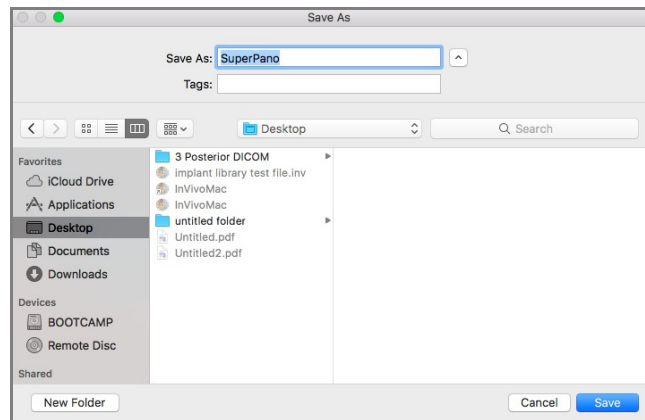 Save As
Save As: SuperPano
Tags:
Desktop
Search
Favorites
iCloud Drive
Applications
Desktop
Documents
Downloads
Devices
BOOTCAMP
Remote Disc
Shared
3 Posterior DICOM
implant library test file.inv
InVivoMac
InVivoMac
untitled folder
Untitled.pdf
Untitled2.pdf
New Folder
Cancel
Save